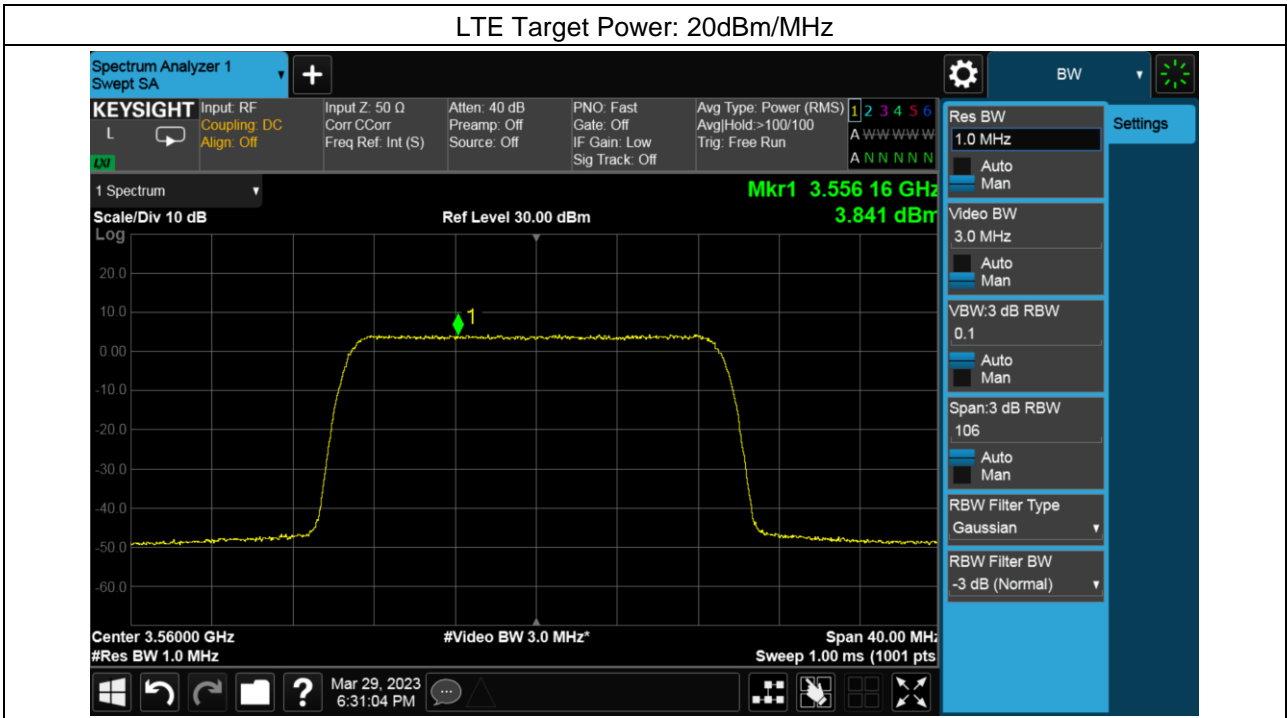 LTE Target Power: 20dBm/MHz
Spectrum Analyzer 1
Swept SA
+
BW
KEYSIGHT
L
LXI
Input: RF
Coupling: DC
Align: Off
Input Z: 50 Ω
Corr CCorr
Freq Ref: Int (S)
Atten: 40 dB
Preamp: Off
Source: Off
PNO: Fast
Gate: Off
IF Gain: Low
Sig Track: Off
Avg Type: Power (RMS)
Avg|Hold:>100/100
Trig: Free Run
1 2 3 4 5 6
A W W W W W
A N N N N N
1 Spectrum
Mkr1 3.556 16 GHz
Scale/Div 10 dB
Ref Level 30.00 dBm
3.841 dBm
Log
20.0
10.0
0.00
-10.0
-20.0
-30.0
-40.0
-50.0
-60.0
1
Center 3.56000 GHz
#Video BW 3.0 MHz*
Span 40.00 MHz
#Res BW 1.0 MHz
Sweep 1.00 ms (1001 pts
?
Mar 29, 2023
6:31:04 PM
Res BW
1.0 MHz
Auto
Man
Video BW
3.0 MHz
Auto
Man
VBW:3 dB RBW
0.1
Auto
Man
Span:3 dB RBW
106
Auto
Man
RBW Filter Type
Gaussian
RBW Filter BW
-3 dB (Normal)
Settings